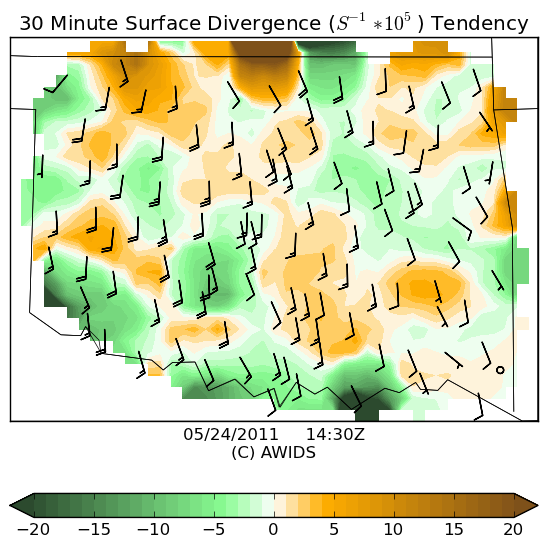 30 Minute Surface Divergence (S⁻¹ * 10⁵ ) Tendency
05/24/2011 14:30Z
(C) AWIDS
−20 −15 −10 −5 0 5 10 15 20